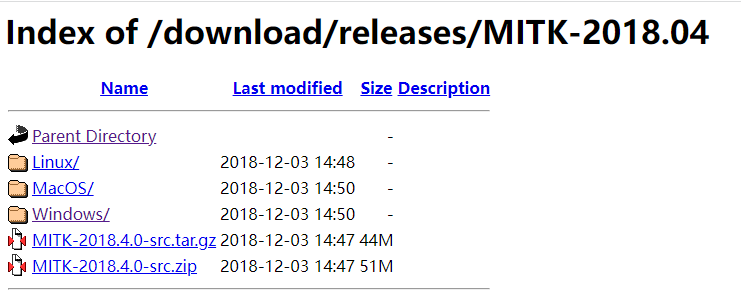 Index of /download/releases/MITK-2018.04
Name Last modified Size Description
Parent Directory -
Linux/ 2018-12-03 14:48 -
MacOS/ 2018-12-03 14:50 -
Windows/ 2018-12-03 14:50 -
MITK-2018.4.0-src.tar.gz 2018-12-03 14:47 44M
MITK-2018.4.0-src.zip 2018-12-03 14:47 51M